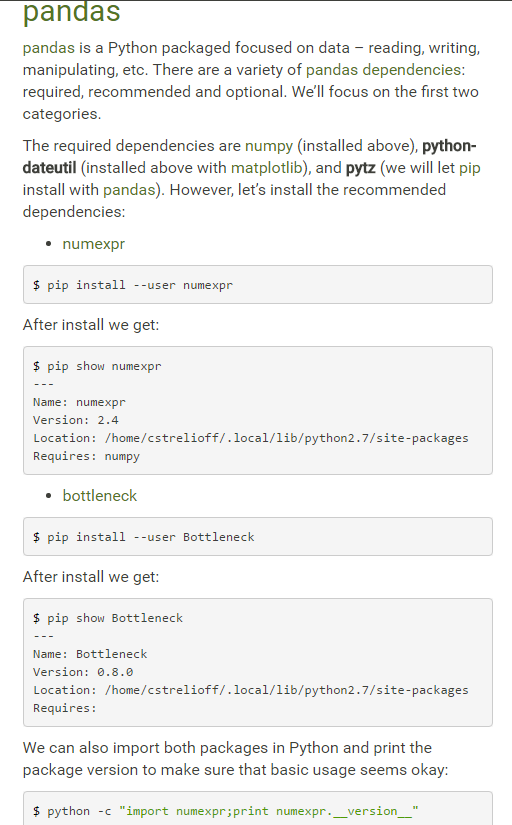 pandas
pandas is a Python packaged focused on data – reading, writing,
manipulating, etc. There are a variety of pandas dependencies:
required, recommended and optional. We’ll focus on the first two
categories.
The required dependencies are numpy (installed above), python-
dateutil (installed above with matplotlib), and pytz (we will let pip
install with pandas). However, let’s install the recommended
dependencies:
• numexpr
$ pip install --user numexpr
After install we get:
$ pip show numexpr
---
Name: numexpr
Version: 2.4
Location: /home/cstrelioff/.local/lib/python2.7/site-packages
Requires: numpy
• bottleneck
$ pip install --user Bottleneck
After install we get:
$ pip show Bottleneck
---
Name: Bottleneck
Version: 0.8.0
Location: /home/cstrelioff/.local/lib/python2.7/site-packages
Requires:
We can also import both packages in Python and print the
package version to make sure that basic usage seems okay:
$ python -c "import numexpr;print numexpr.__version__"